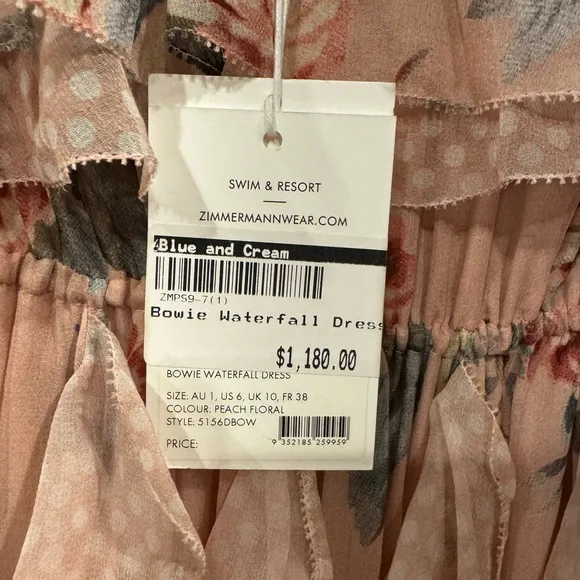 SWIM & RESORT
ZIMMERMANNWEAR.COM
Blue and Cream
ZMPS9-7(1)
Bowie Waterfall Dress
$1,180.00
BOWIE WATERFALL DRESS
SIZE: AU 1, US 6, UK 10, FR 38
COLOUR: PEACH FLORAL
STYLE: 5156DBOW
PRICE:
9 352185 259959